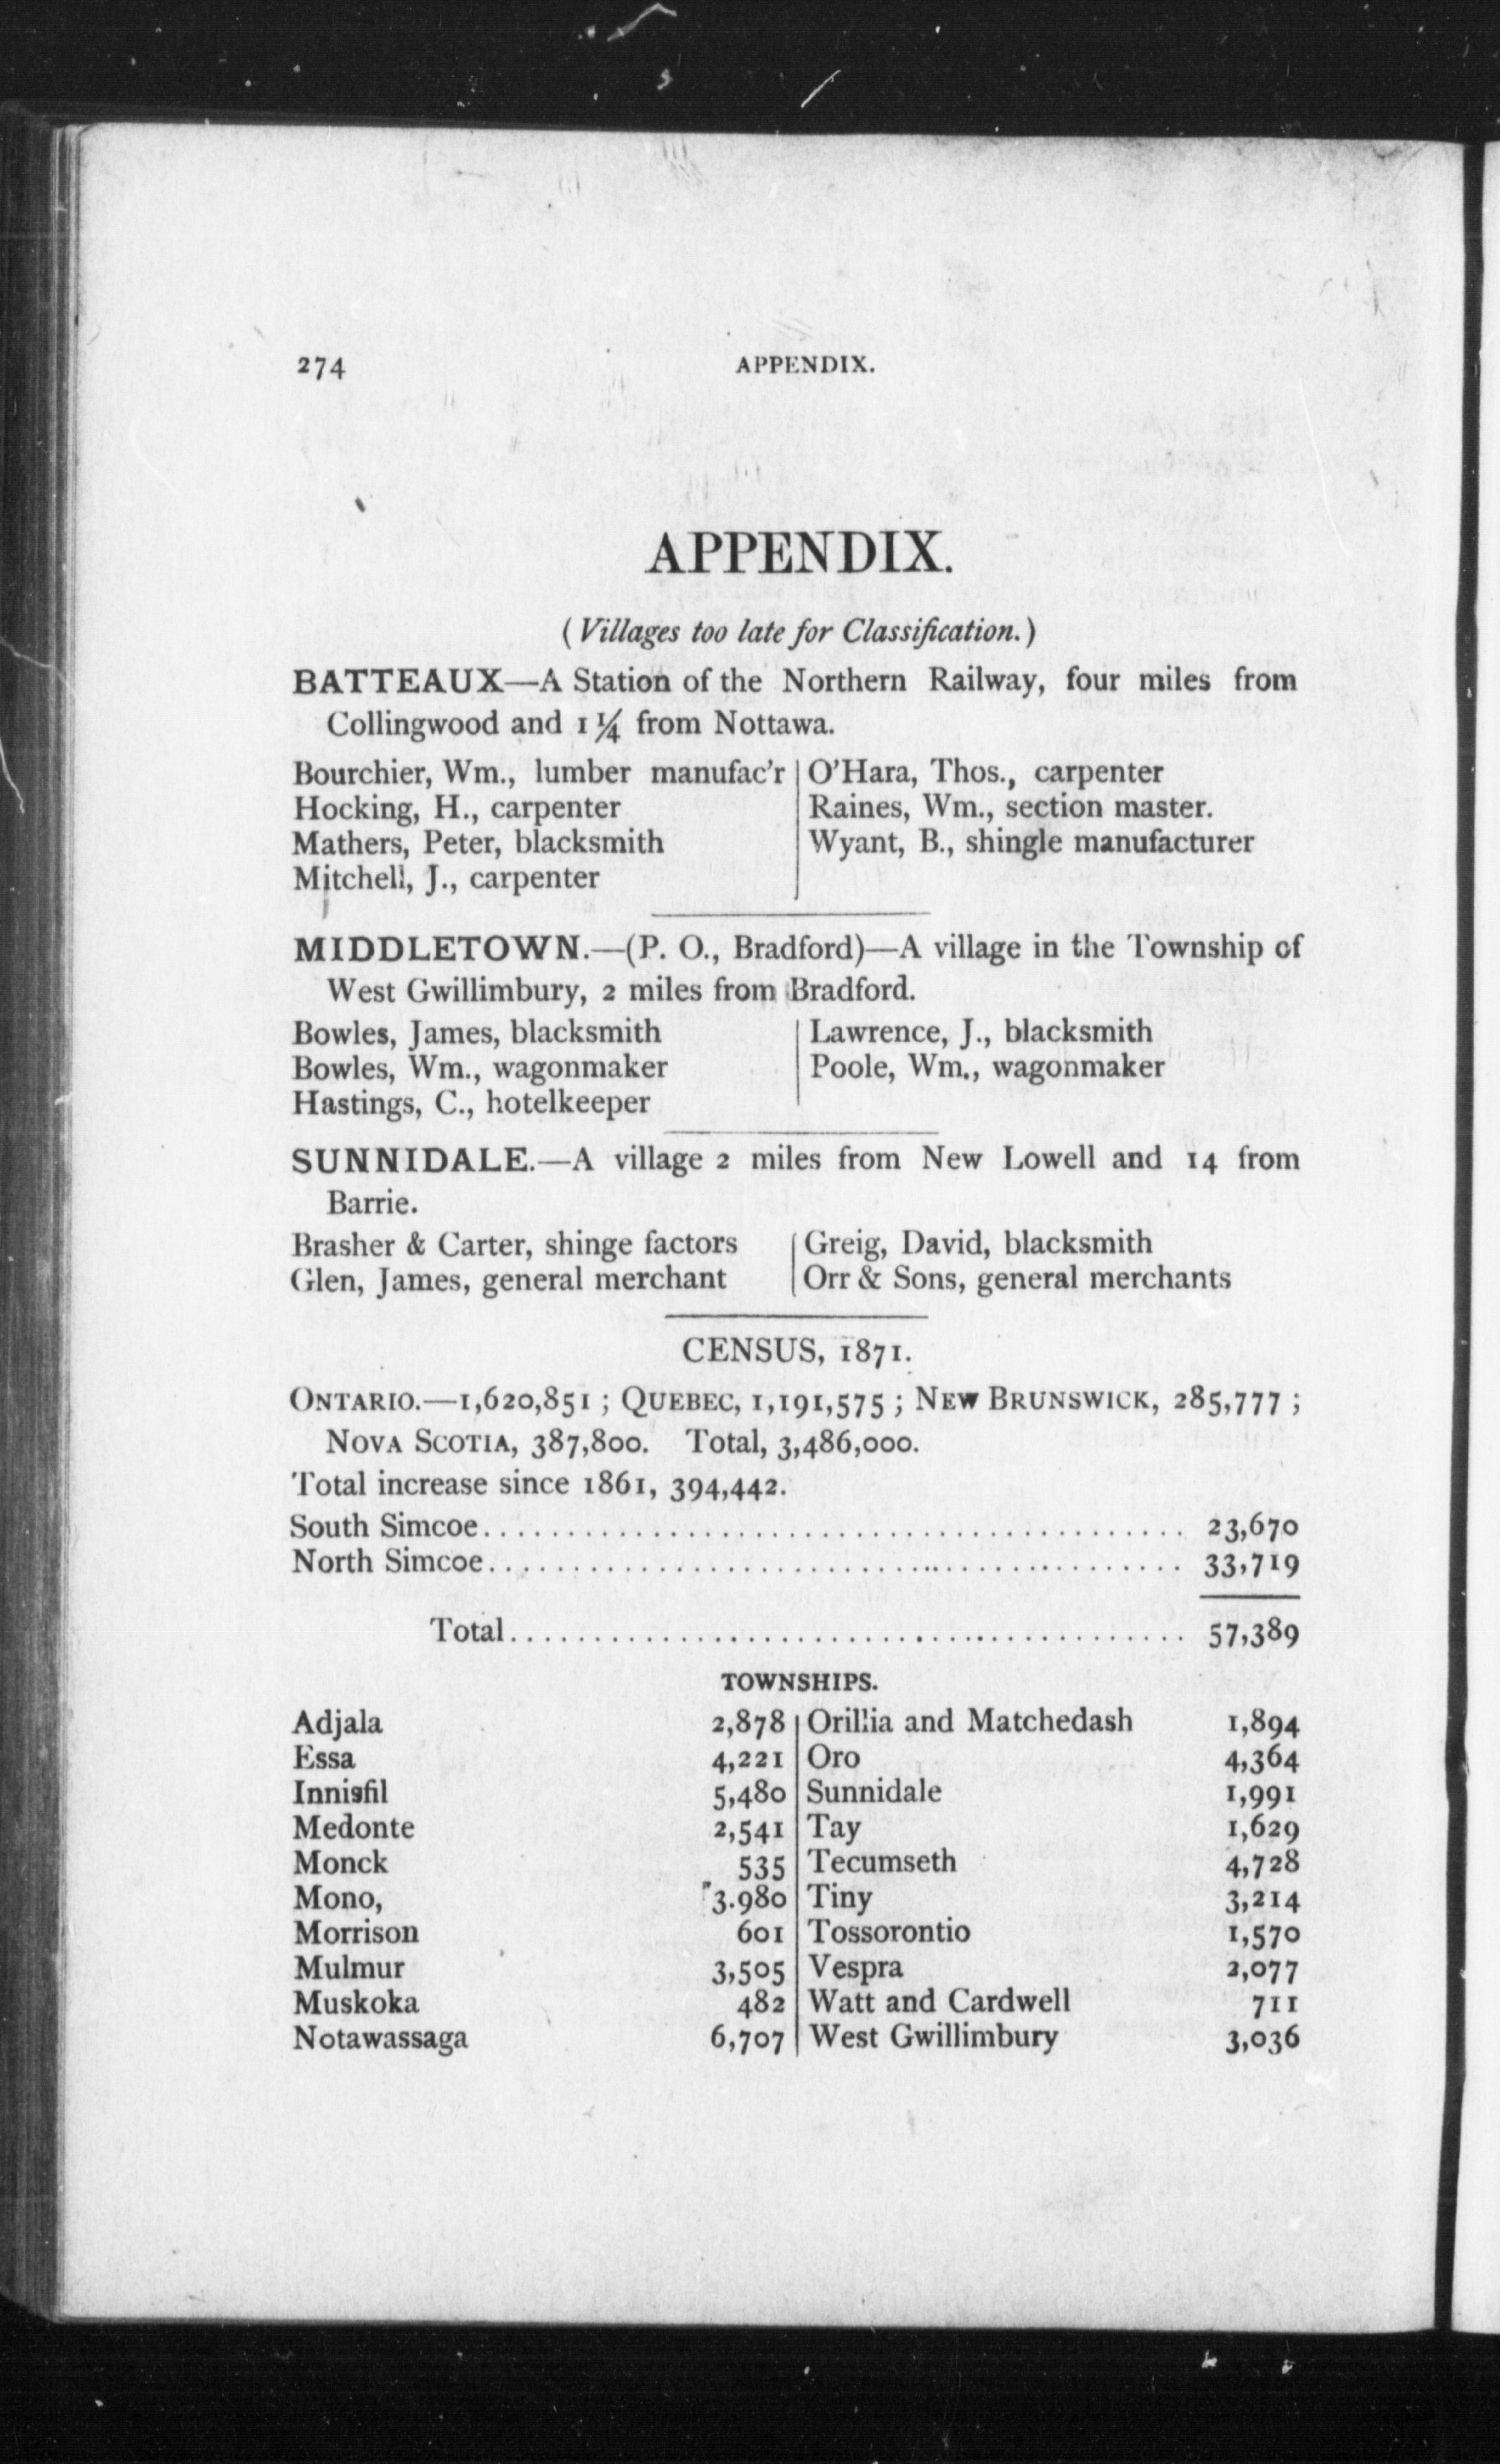 274
APPENDIX.
APPENDIX.
(Villages too late for Classification.)
BATTEAUX—A Station of the Northern Railway, four miles from
Collingwood and 1¼ from Nottawa.
Bourchier, Wm., lumber manufac'r
Hocking, H., carpenter
Mathers, Peter, blacksmith
Mitchell, J., carpenter
O'Hara, Thos., carpenter
Raines, Wm., section master.
Wyant, B., shingle manufacturer
MIDDLETOWN.—(P. O., Bradford)—A village in the Township of
West Gwillimbury, 2 miles from Bradford.
Bowles, James, blacksmith
Bowles, Wm., wagonmaker
Hastings, C., hotelkeeper
Lawrence, J., blacksmith
Poole, Wm., wagonmaker
SUNNIDALE.—A village 2 miles from New Lowell and 14 from
Barrie.
Brasher & Carter, shinge factors
Glen, James, general merchant
Greig, David, blacksmith
Orr & Sons, general merchants
CENSUS, 1871.
ONTARIO.—1,620,851; QUEBEC, 1,191,575; NEW BRUNSWICK, 285,777;
NOVA SCOTIA, 387,800. Total, 3,486,000.
Total increase since 1861, 394,442.
South Simcoe................................................ 23,670
North Simcoe................................................ 33,719
Total................................................ 57,389
TOWNSHIPS.
Adjala 2,878
Essa 4,221
Innisfil 5,480
Medonte 2,541
Monck 535
Mono, 3.980
Morrison 601
Mulmur 3,505
Muskoka 482
Notawassaga 6,707
Orillia and Matchedash 1,894
Oro 4,364
Sunnidale 1,991
Tay 1,629
Tecumseth 4,728
Tiny 3,214
Tossorontio 1,570
Vespra 2,077
Watt and Cardwell 711
West Gwillimbury 3,036